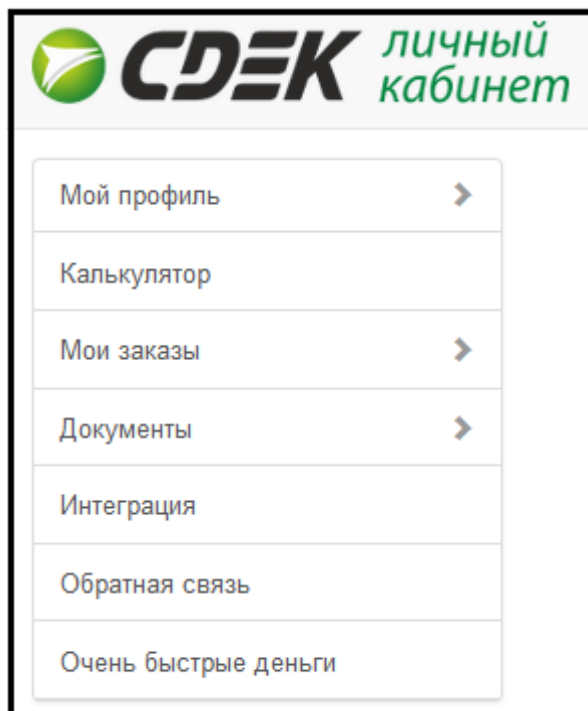 CDEK личный
кабинет
Мой профиль
Калькулятор
Мои заказы
Документы
Интеграция
Обратная связь
Очень быстрые деньги